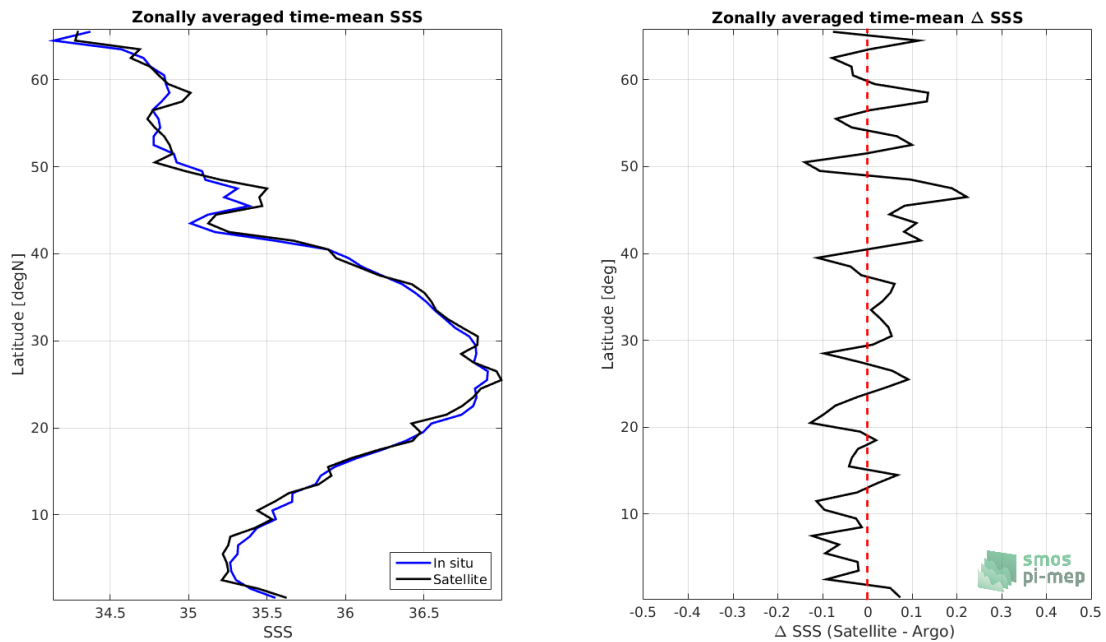 Zonally averaged time-mean SSS
60
50
40
30
20
10
Latitude [degN]
34.5
35
35.5
36
36.5
SSS
In situ
Satellite
Zonally averaged time-mean Δ SSS
60
50
40
30
20
10
Latitude [deg]
-0.5
-0.4
-0.3
-0.2
-0.1
0
0.1
0.2
0.3
0.4
0.5
Δ SSS (Satellite - Argo)
smos
pi-mep